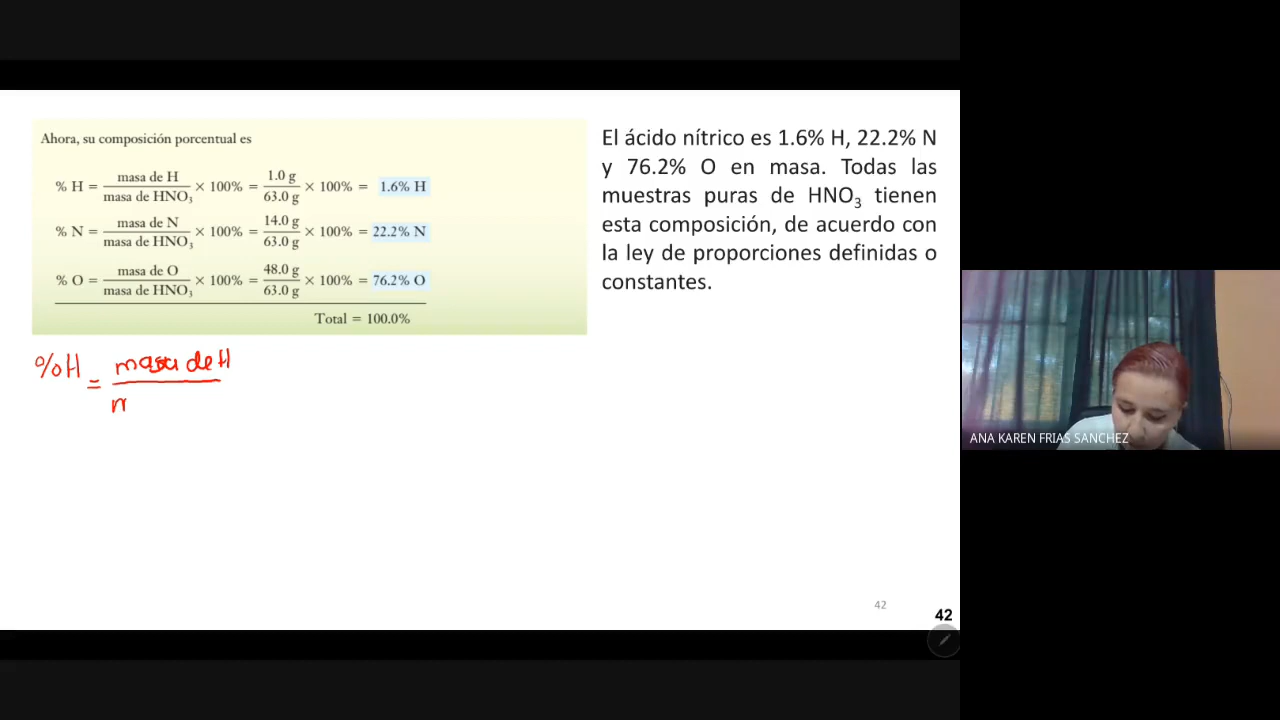 Ahora, su composición porcentual es
% H = masa de H / masa de HNO₃ × 100% = 1.0 g / 63.0 g × 100% = 1.6% H
% N = masa de N / masa de HNO₃ × 100% = 14.0 g / 63.0 g × 100% = 22.2% N
% O = masa de O / masa de HNO₃ × 100% = 48.0 g / 63.0 g × 100% = 76.2% O
Total = 100.0%
El ácido nítrico es 1.6% H, 22.2% N
y 76.2% O en masa. Todas las
muestras puras de HNO₃ tienen
esta composición, de acuerdo con
la ley de proporciones definidas o
constantes.
%H = masa de H
ANA KAREN FRIAS SANCHEZ
42
42